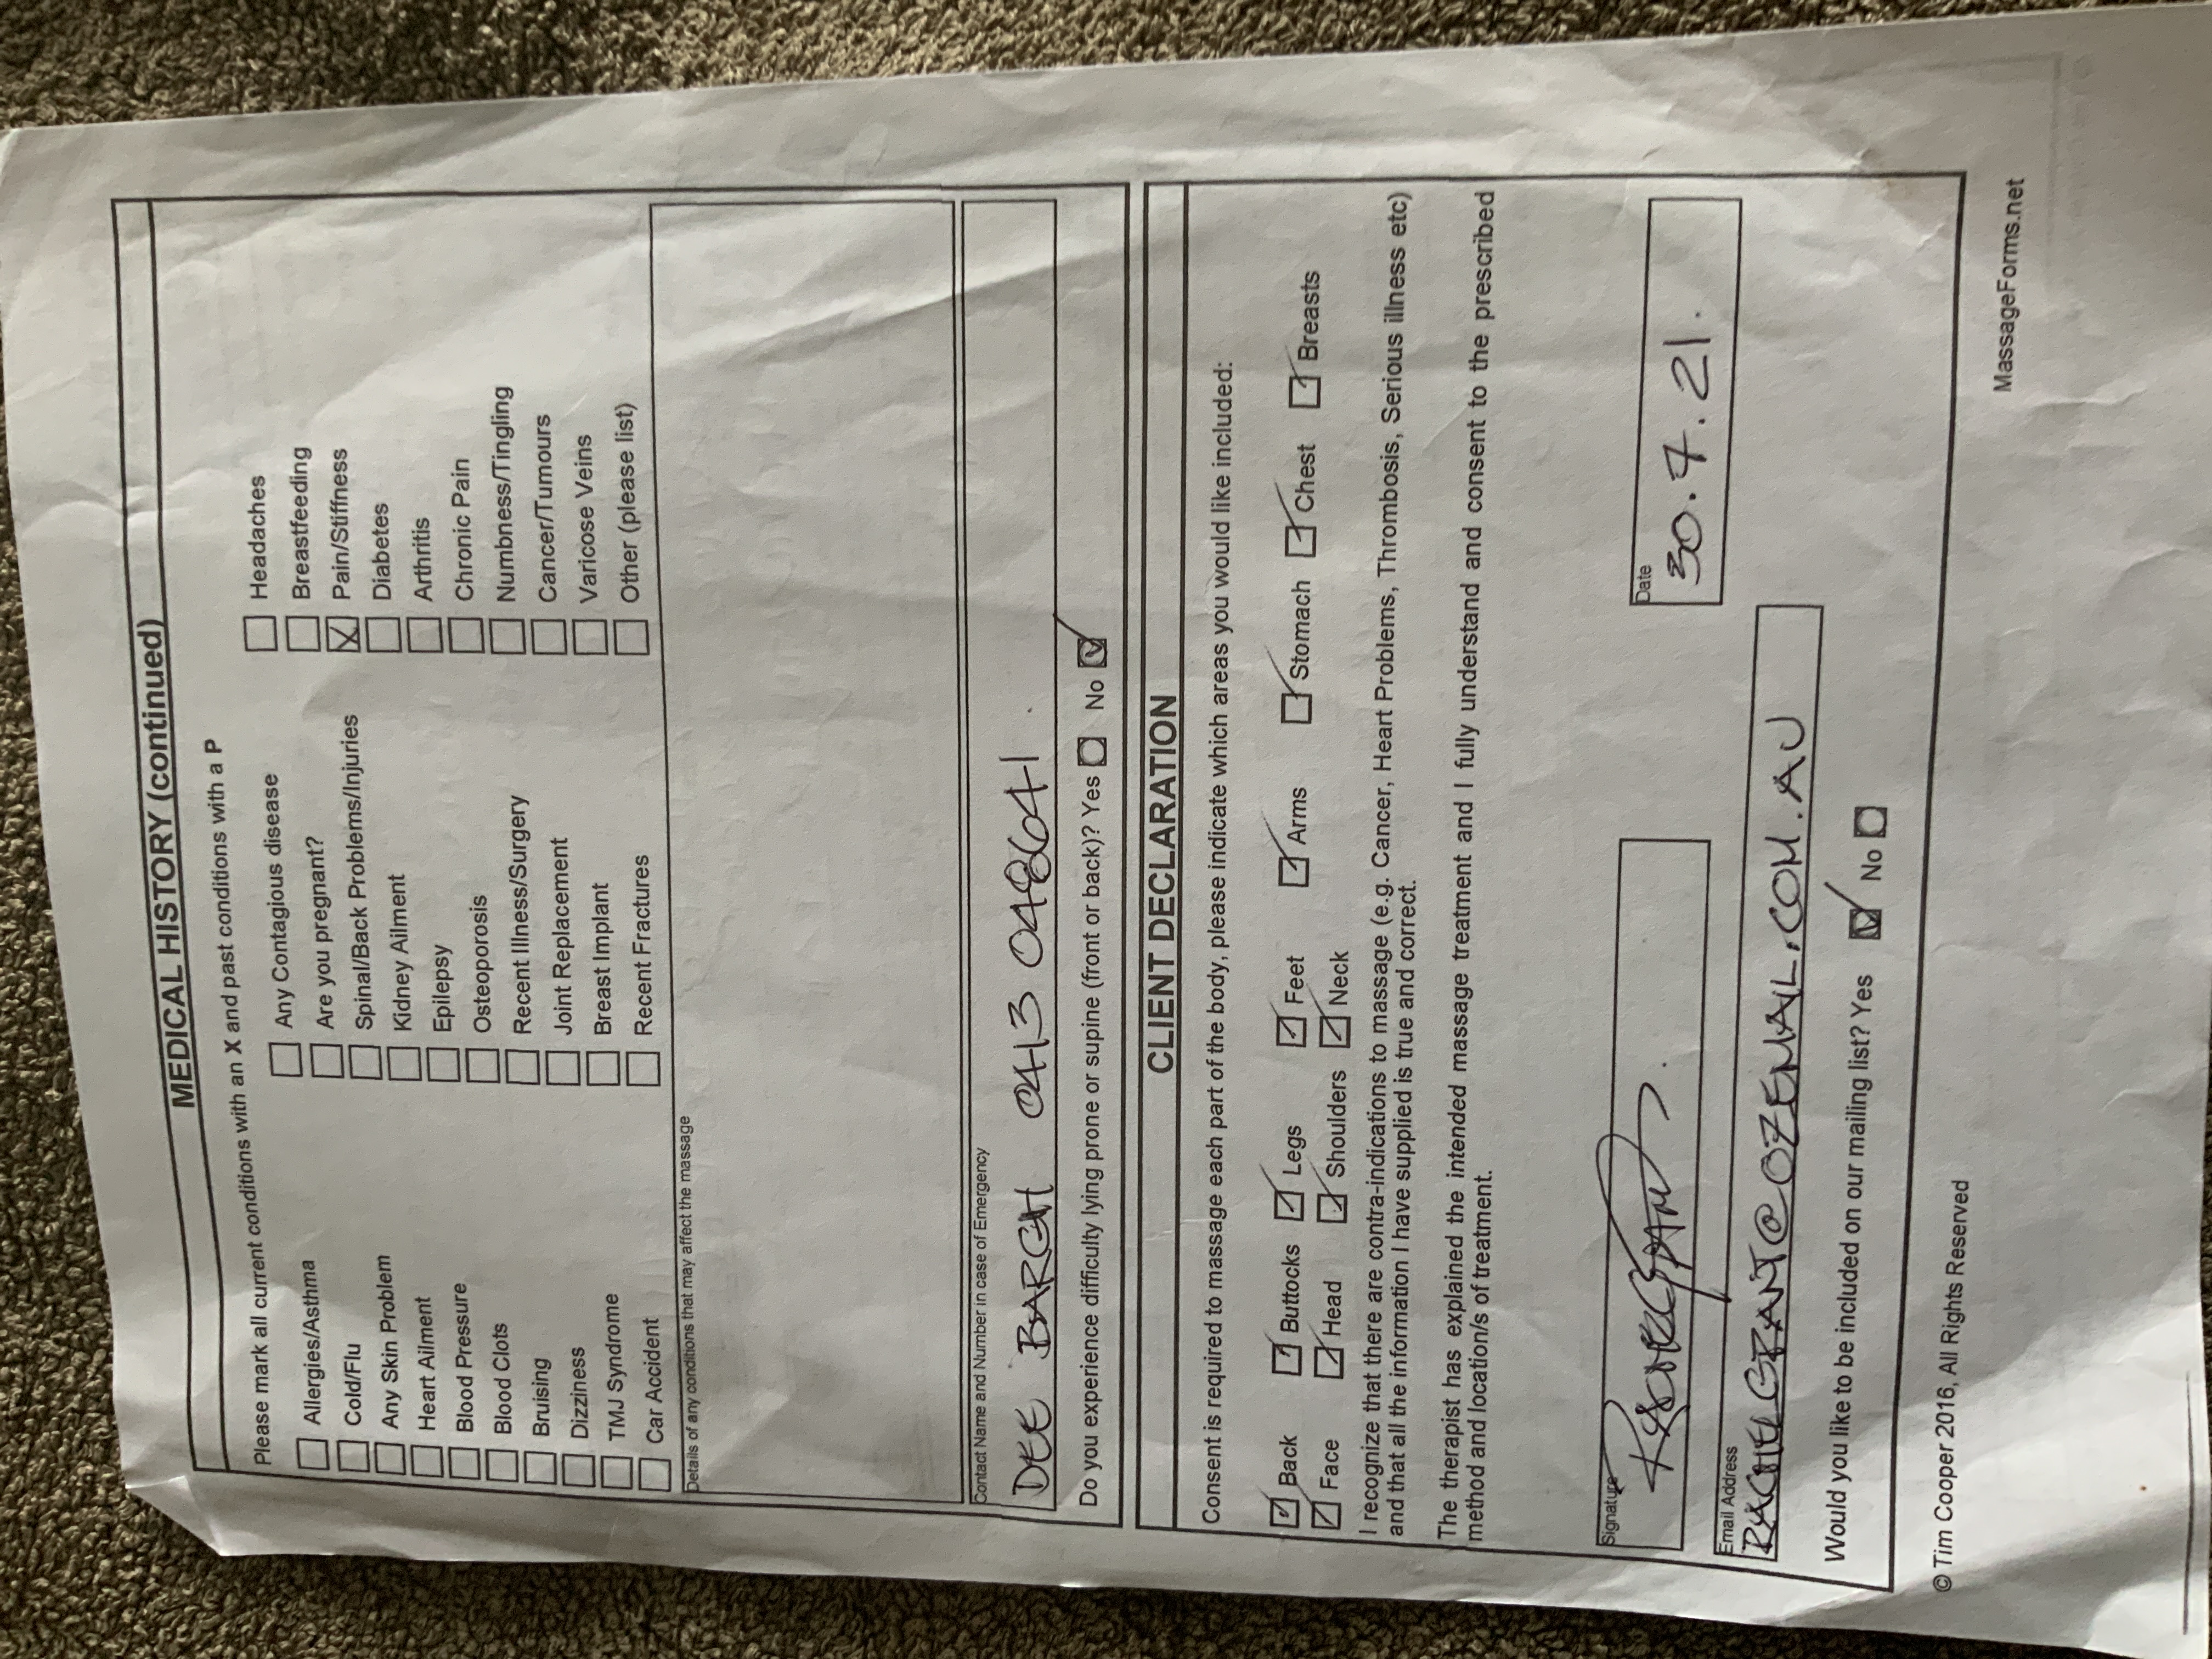 MEDICAL HISTORY (continued)
Please mark all current conditions with an X and past conditions with a P
Allergies/Asthma Any Contagious disease Headaches
Cold/Flu Are you pregnant? Breastfeeding
Any Skin Problem Spinal/Back Problems/Injuries X Pain/Stiffness
Heart Ailment Kidney Ailment Diabetes
Blood Pressure Epilepsy Arthritis
Blood Clots Osteoporosis Chronic Pain
Bruising Recent Illness/Surgery Numbness/Tingling
Dizziness Joint Replacement Cancer/Tumours
TMJ Syndrome Breast Implant Varicose Veins
Car Accident Recent Fractures Other (please list)
Details of any conditions that may affect the massage
Contact Name and Number in case of Emergency
DEE BARGH 0413 048641.
Do you experience difficulty lying prone or supine (front or back)? Yes No ✓
CLIENT DECLARATION
Consent is required to massage each part of the body, please indicate which areas you would like included:
✓ Back ✓ Buttocks ✓ Legs ✓ Feet ✓ Arms ✓ Stomach ✓ Chest ✓ Breasts
✓ Face ✓ Head ✓ Shoulders ✓ Neck
I recognize that there are contra-indications to massage (e.g. Cancer, Heart Problems, Thrombosis, Serious illness etc)
and that all the information I have supplied is true and correct.
The therapist has explained the intended massage treatment and I fully understand and consent to the prescribed
method and location/s of treatment.
Signature Date
30.7.21.
Email Address
RACHELGRANT@OZEMAIL.COM.AU
Would you like to be included on our mailing list? Yes ✓ No
© Tim Cooper 2016, All Rights Reserved MassageForms.net